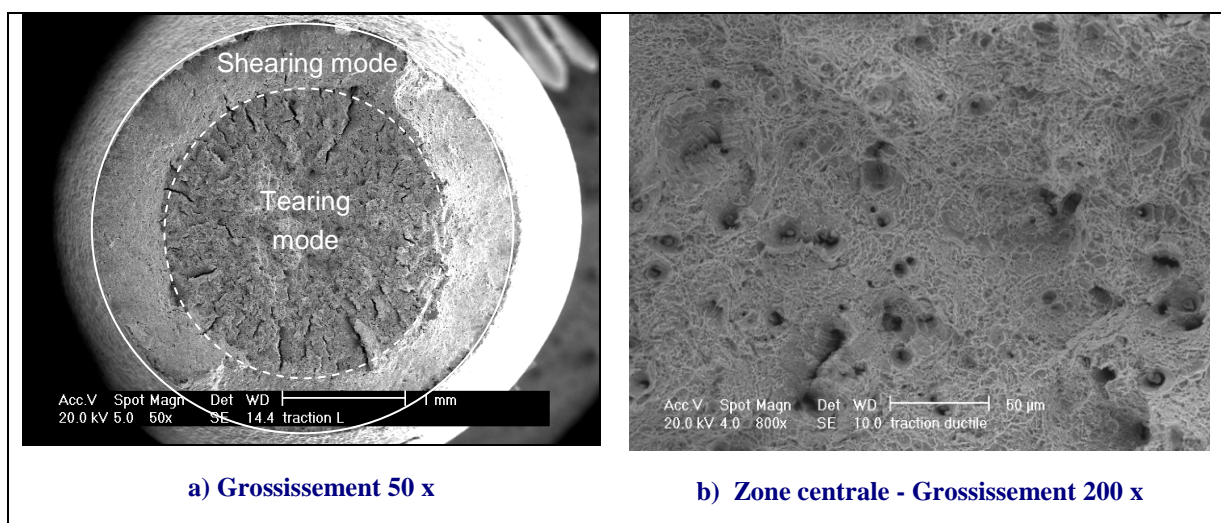 Shearing mode
Tearing
mode
Acc.V Spot Magn Det WD 1 mm
20.0 kV 5.0 50x SE 14.4 traction L
Acc.V Spot Magn Det WD 50 µm
20.0 kV 4.0 800x SE 10.0 traction ductile
a) Grossissement 50 x
b) Zone centrale - Grossissement 200 x